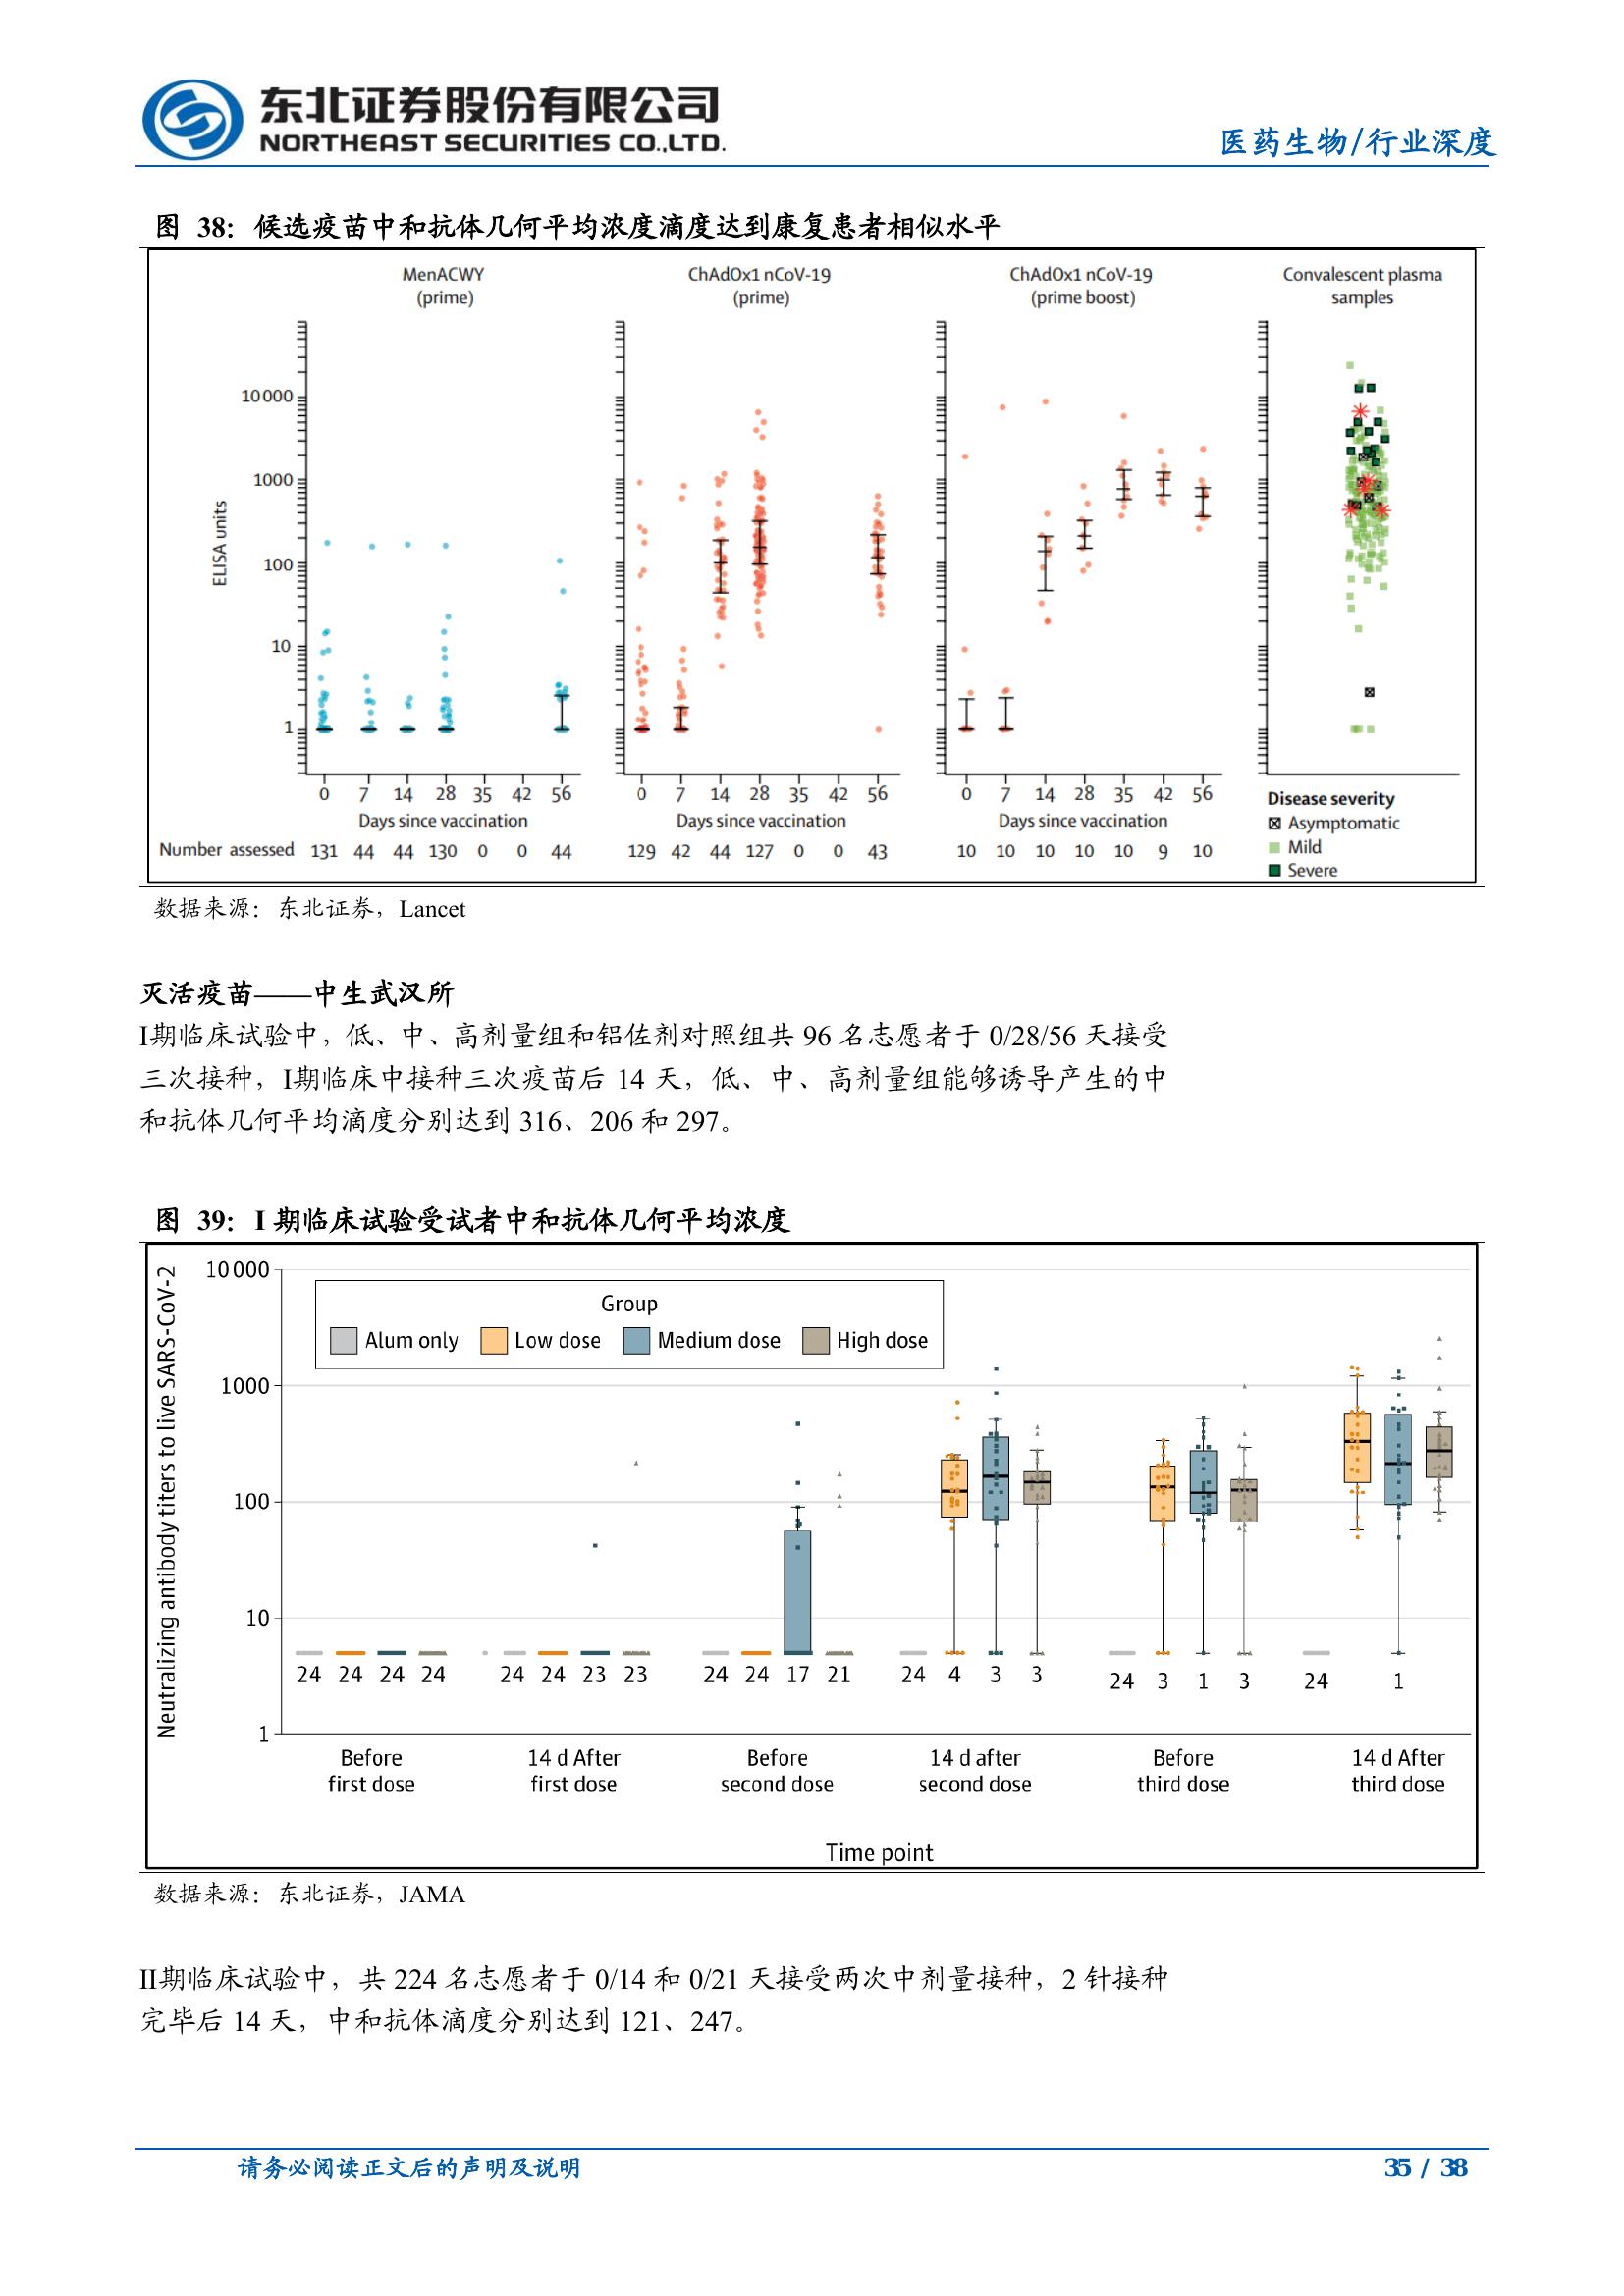 东北证券股份有限公司
NORTHEAST SECURITIES CO.,LTD.
医药生物/行业深度
图 38：候选疫苗中和抗体几何平均浓度滴度达到康复患者相似水平
MenACWY
(prime)
ChAdOx1 nCoV-19
(prime)
ChAdOx1 nCoV-19
(prime boost)
Convalescent plasma
samples
ELISA units
10 000
1000
100
10
1
0 7 14 28 35 42 56
0 7 14 28 35 42 56
0 7 14 28 35 42 56
Days since vaccination
Days since vaccination
Days since vaccination
Number assessed 131 44 44 130 0 0 44
129 42 44 127 0 0 43
10 10 10 10 10 9 10
Disease severity
Asymptomatic
Mild
Severe
数据来源：东北证券，Lancet
灭活疫苗——中生武汉所
I期临床试验中，低、中、高剂量组和铝佐剂对照组共 96 名志愿者于 0/28/56 天接受
三次接种，I期临床中接种三次疫苗后 14 天，低、中、高剂量组能够诱导产生的中
和抗体几何平均滴度分别达到 316、206 和 297。
图 39：I 期临床试验受试者中和抗体几何平均浓度
Neutralizing antibody titers to live SARS-CoV-2
10 000
1000
100
10
1
Group
Alum only Low dose Medium dose High dose
24 24 24 24
24 24 23 23
24 24 17 21
24 4 3 3
24 3 1 3
24 1
Before
first dose
14 d After
first dose
Before
second dose
14 d after
second dose
Before
third dose
14 d After
third dose
Time point
数据来源：东北证券，JAMA
II期临床试验中，共 224 名志愿者于 0/14 和 0/21 天接受两次中剂量接种，2 针接种
完毕后 14 天，中和抗体滴度分别达到 121、247。
请务必阅读正文后的声明及说明
35 / 38